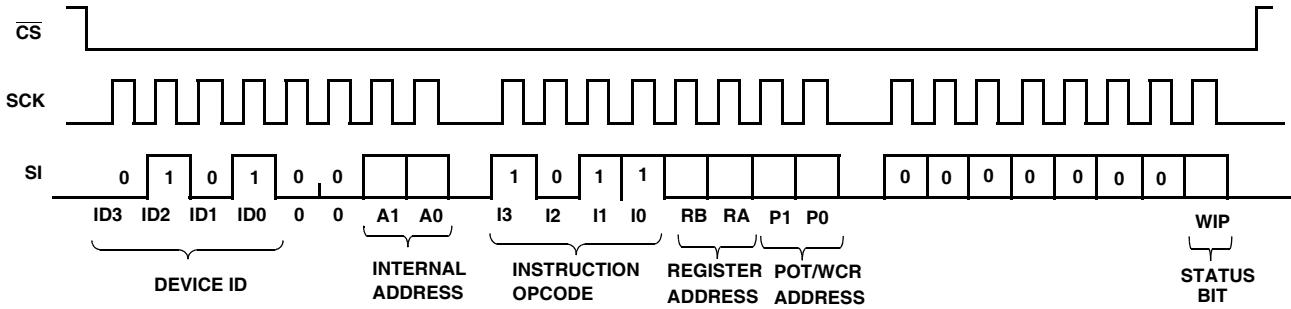 CS
SCK
SI
0 1 0 1 0 0 1 0 1 1 0 0 0 0 0 0 0
ID3 ID2 ID1 ID0 0 0 A1 A0 I3 I2 I1 I0 RB RA P1 P0 WIP
DEVICE ID
INTERNAL
ADDRESS
INSTRUCTION
OPCODE
REGISTER
ADDRESS
POT/WCR
ADDRESS
STATUS
BIT